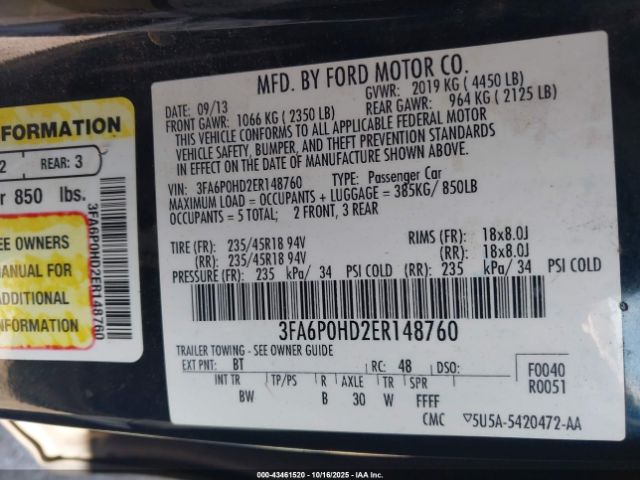 MFD. BY FORD MOTOR CO.
DATE: 09/13 GVWR: 2019 KG ( 4450 LB)
FRONT GAWR: 1066 KG ( 2350 LB) REAR GAWR: 964 KG ( 2125 LB)
THIS VEHICLE CONFORMS TO ALL APPLICABLE FEDERAL MOTOR
VEHICLE SAFETY, BUMPER, AND THEFT PREVENTION STANDARDS
IN EFFECT ON THE DATE OF MANUFACTURE SHOWN ABOVE.
VIN: 3FA6P0HD2ER148760 TYPE: Passenger Car
MAXIMUM LOAD = OCCUPANTS + LUGGAGE = 385KG/ 850LB
OCCUPANTS = 5 TOTAL; 2 FRONT, 3 REAR
TIRE (FR): 235/45R18 94V RIMS (FR): 18x8.0J
(RR): 235/45R18 94V (RR): 18x8.0J
PRESSURE (FR): 235 kPa/ 34 PSI COLD (RR): 235 kPa/ 34 PSI COLD
3FA6P0HD2ER148760
TRAILER TOWING - SEE OWNER GUIDE
EXT PNT: BT RC: 48 DSO:
F0040
R0051
INT TR TP/PS R AXLE TR SPR
BW B 30 W FFFF
CMC 5U5A-5420472-AA
FORMATION
2 REAR: 3
r 850 lbs.
EE OWNERS
MANUAL FOR
ADDITIONAL
INFORMATION
3FA6P0HD2ER148760
000-43461520 10/16/2025 IAAI, Inc.